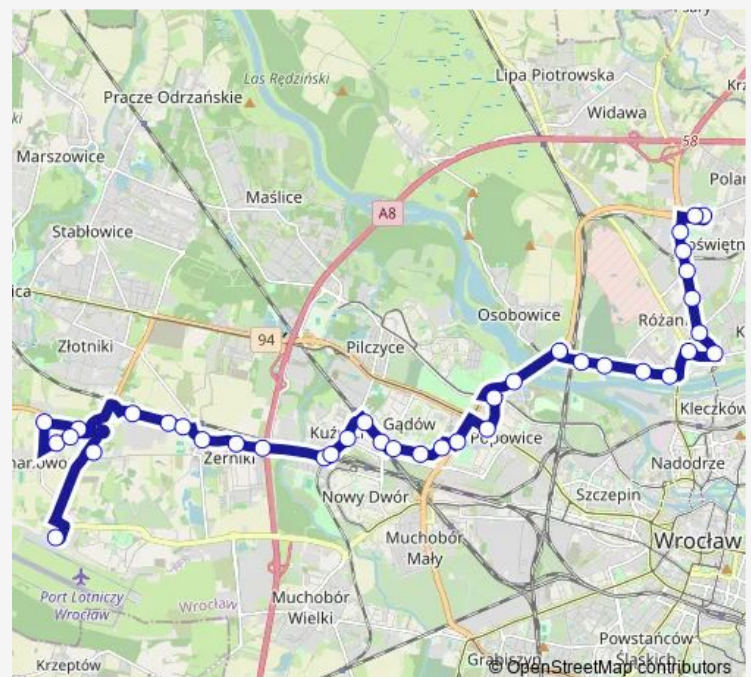 Psary
Las Rędziński
Lipa Piotrowska
Pracze Odrzańskie
Widawa
58
Marszowice
Maślice
A8
Stabłowice
Osobowice
94
Pilczyce
Złotniki
Kleczków
Gądów
Popowice
Żerniki
Nadodrze
Nowy Dwór
Szczepin
Muchobór
Mały
Wrocław
Port Lotniczy
Wrocław
Wrocław
Muchobór
Wielki
Powstańców
Śląskich
Krzeptów
Grabiszyn
© OpenStreetMap contributors